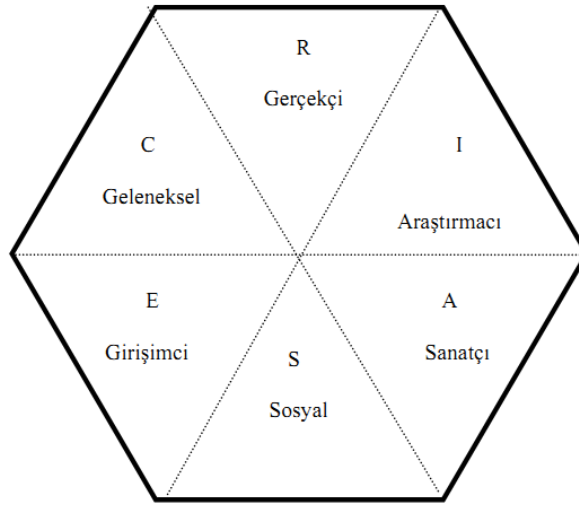 R
Gerçekçi
C
Geleneksel
I
Araştırmacı
E
Girişimci
A
Sanatçı
S
Sosyal